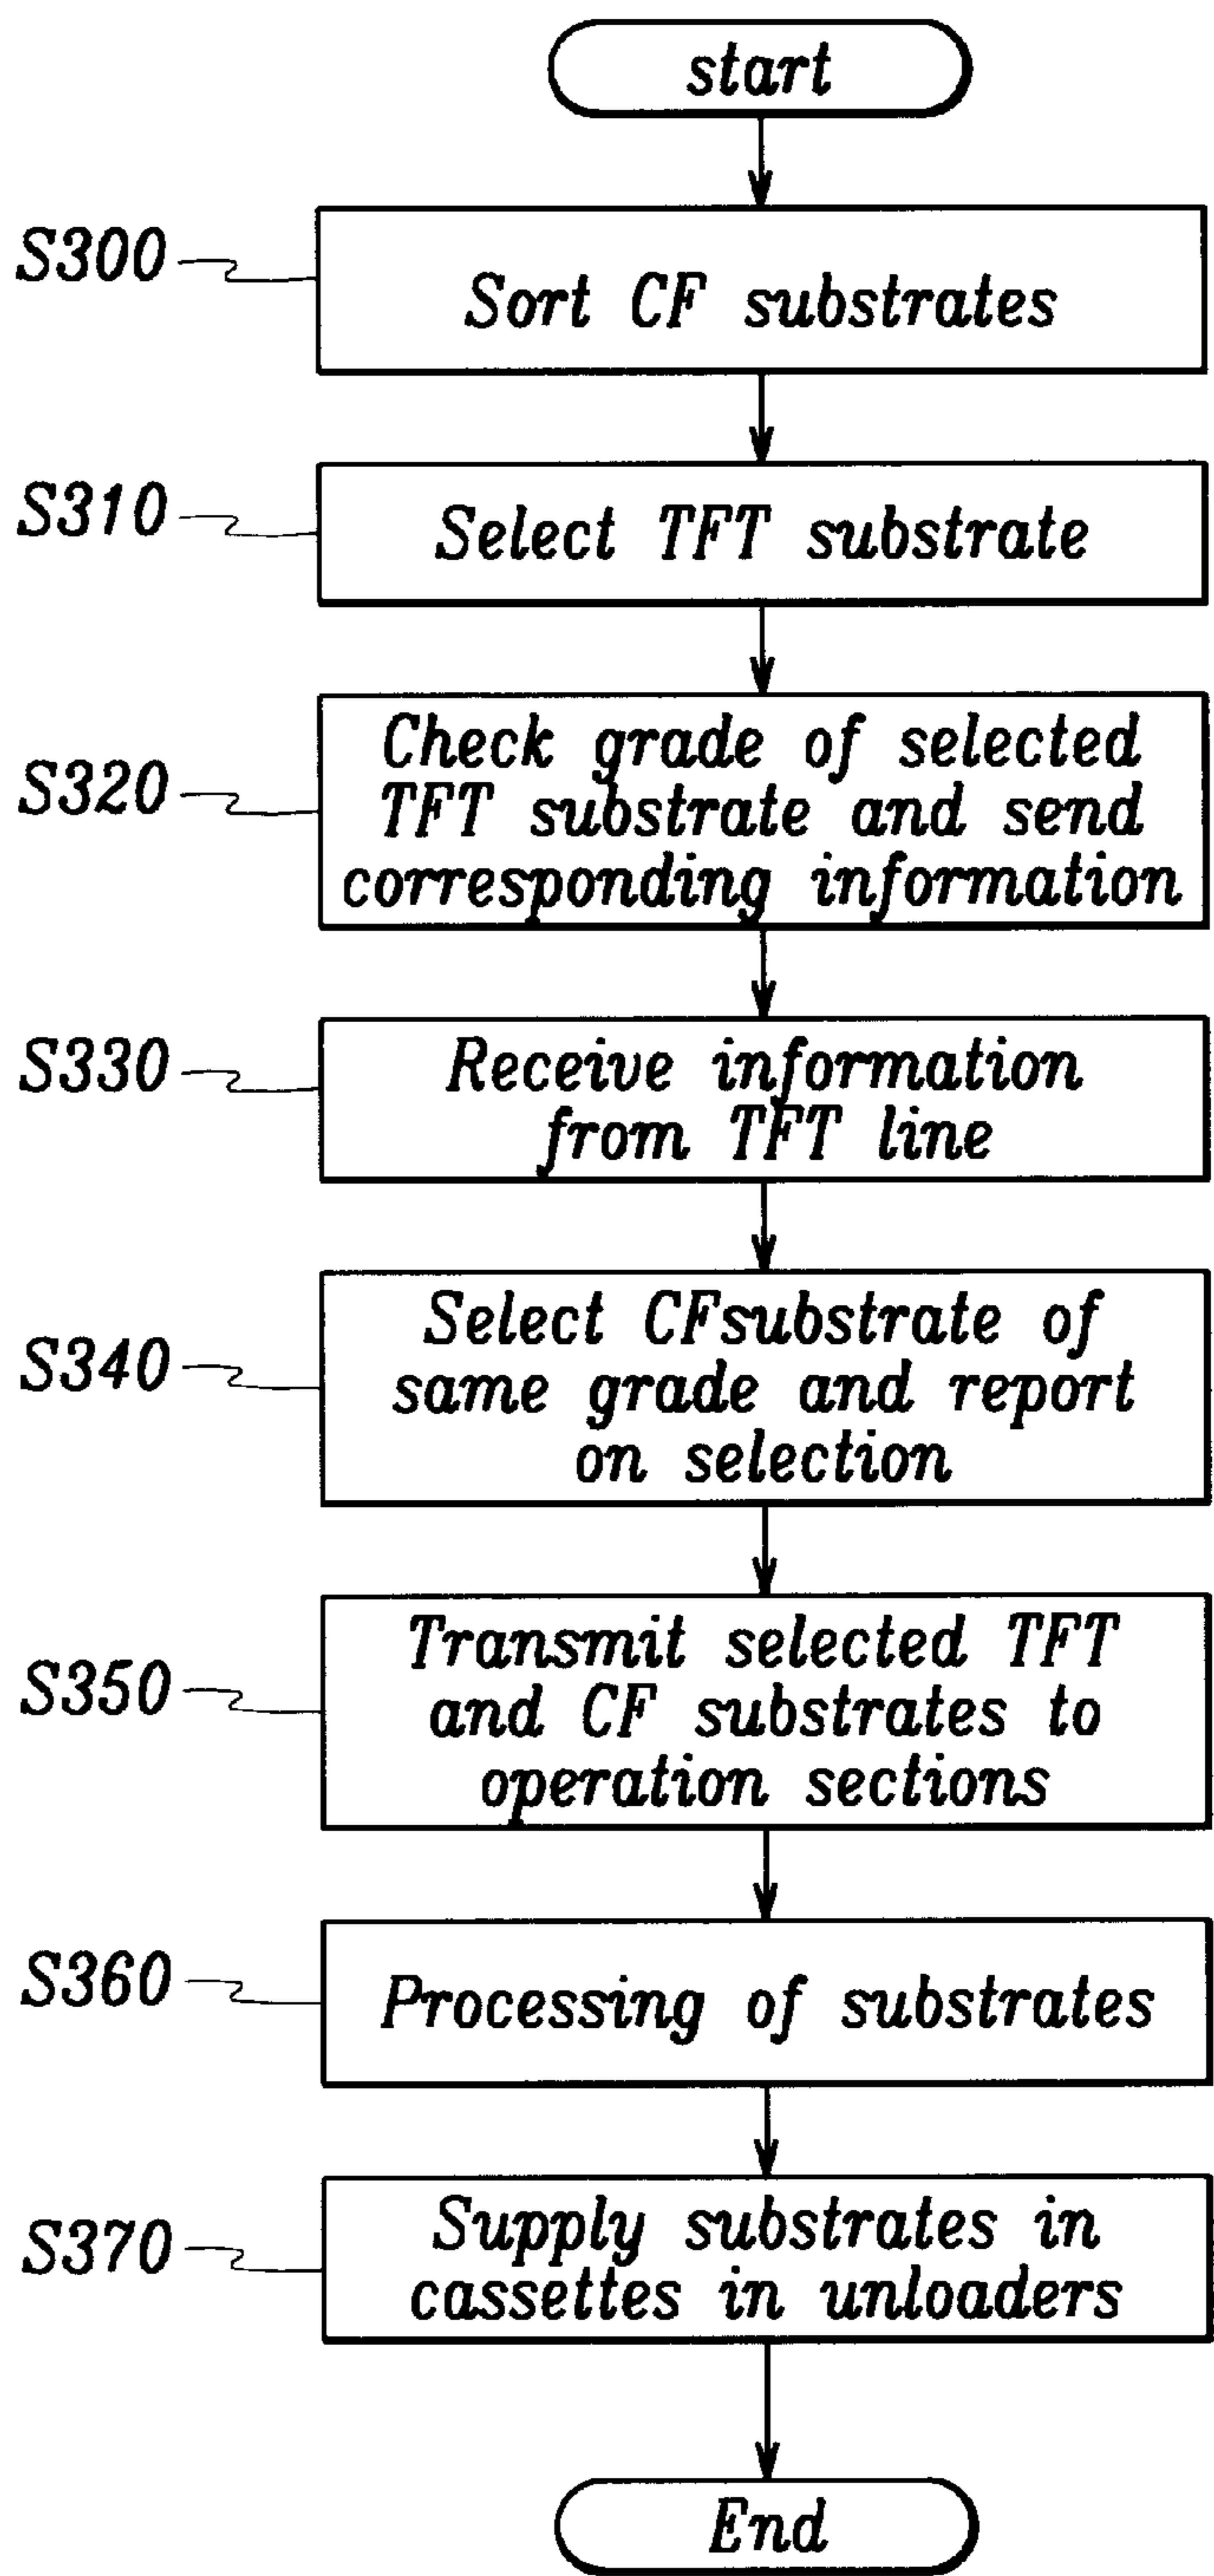 start
S300
Sort CF substrates
S310
Select TFT substrate
S320
Check grade of selected
TFT substrate and send
corresponding information
S330
Receive information
from TFT line
S340
Select CFsubstrate of
same grade and report
on selection
S350
Transmit selected TFT
and CF substrates to
operation sections
S360
Processing of substrates
S370
Supply substrates in
cassettes in unloaders
End